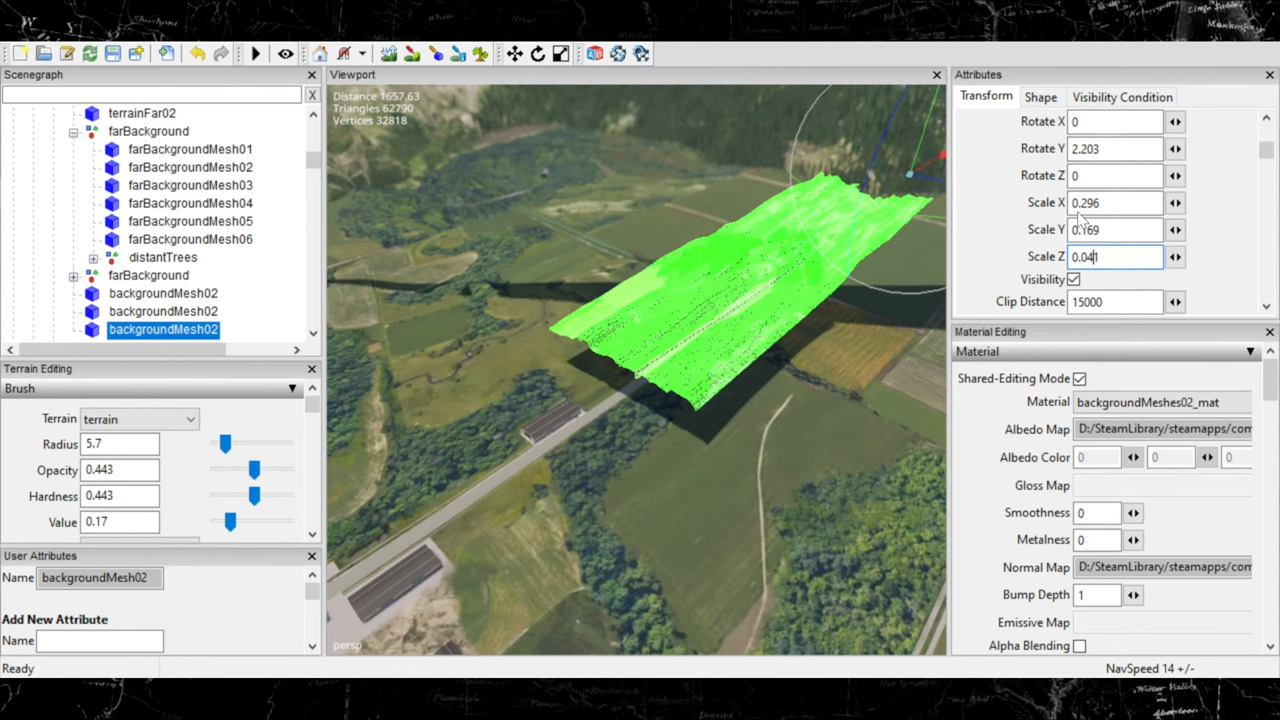 Scenegraph
X
terrainFar02
farBackground
farBackgroundMesh01
farBackgroundMesh02
farBackgroundMesh03
farBackgroundMesh04
farBackgroundMesh05
farBackgroundMesh06
distantTrees
farBackground
backgroundMesh02
backgroundMesh02
backgroundMesh02
Terrain Editing
Brush
Terrain terrain
Radius 5.7
Opacity 0.443
Hardness 0.443
Value 0.17
User Attributes
Name backgroundMesh02
Add New Attribute
Name
Ready
Viewport
Distance 1657.63
Triangles 62790
Vertices 32818
persp
Attributes
Transform Shape Visibility Condition
Rotate X 0
Rotate Y 2.203
Rotate Z 0
Scale X 0.296
Scale Y 0.169
Scale Z 0.04
Visibility
Clip Distance 15000
Material Editing
Material
Shared-Editing Mode
Material backgroundMeshes02_mat
Albedo Map D:/SteamLibrary/steamapps/com
Albedo Color 0 0 0
Gloss Map
Smoothness 0
Metalness 0
Normal Map D:/SteamLibrary/steamapps/com
Bump Depth 1
Emissive Map
Alpha Blending
NavSpeed 14 +/-